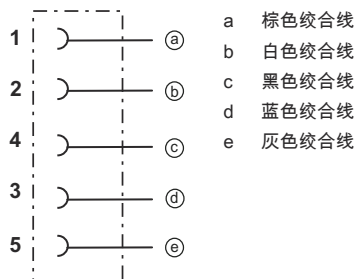 1 ⓐ
2 ⓑ
4 ⓒ
3 ⓓ
5 ⓔ
a 棕色绞合线
b 白色绞合线
c 黑色绞合线
d 蓝色绞合线
e 灰色绞合线